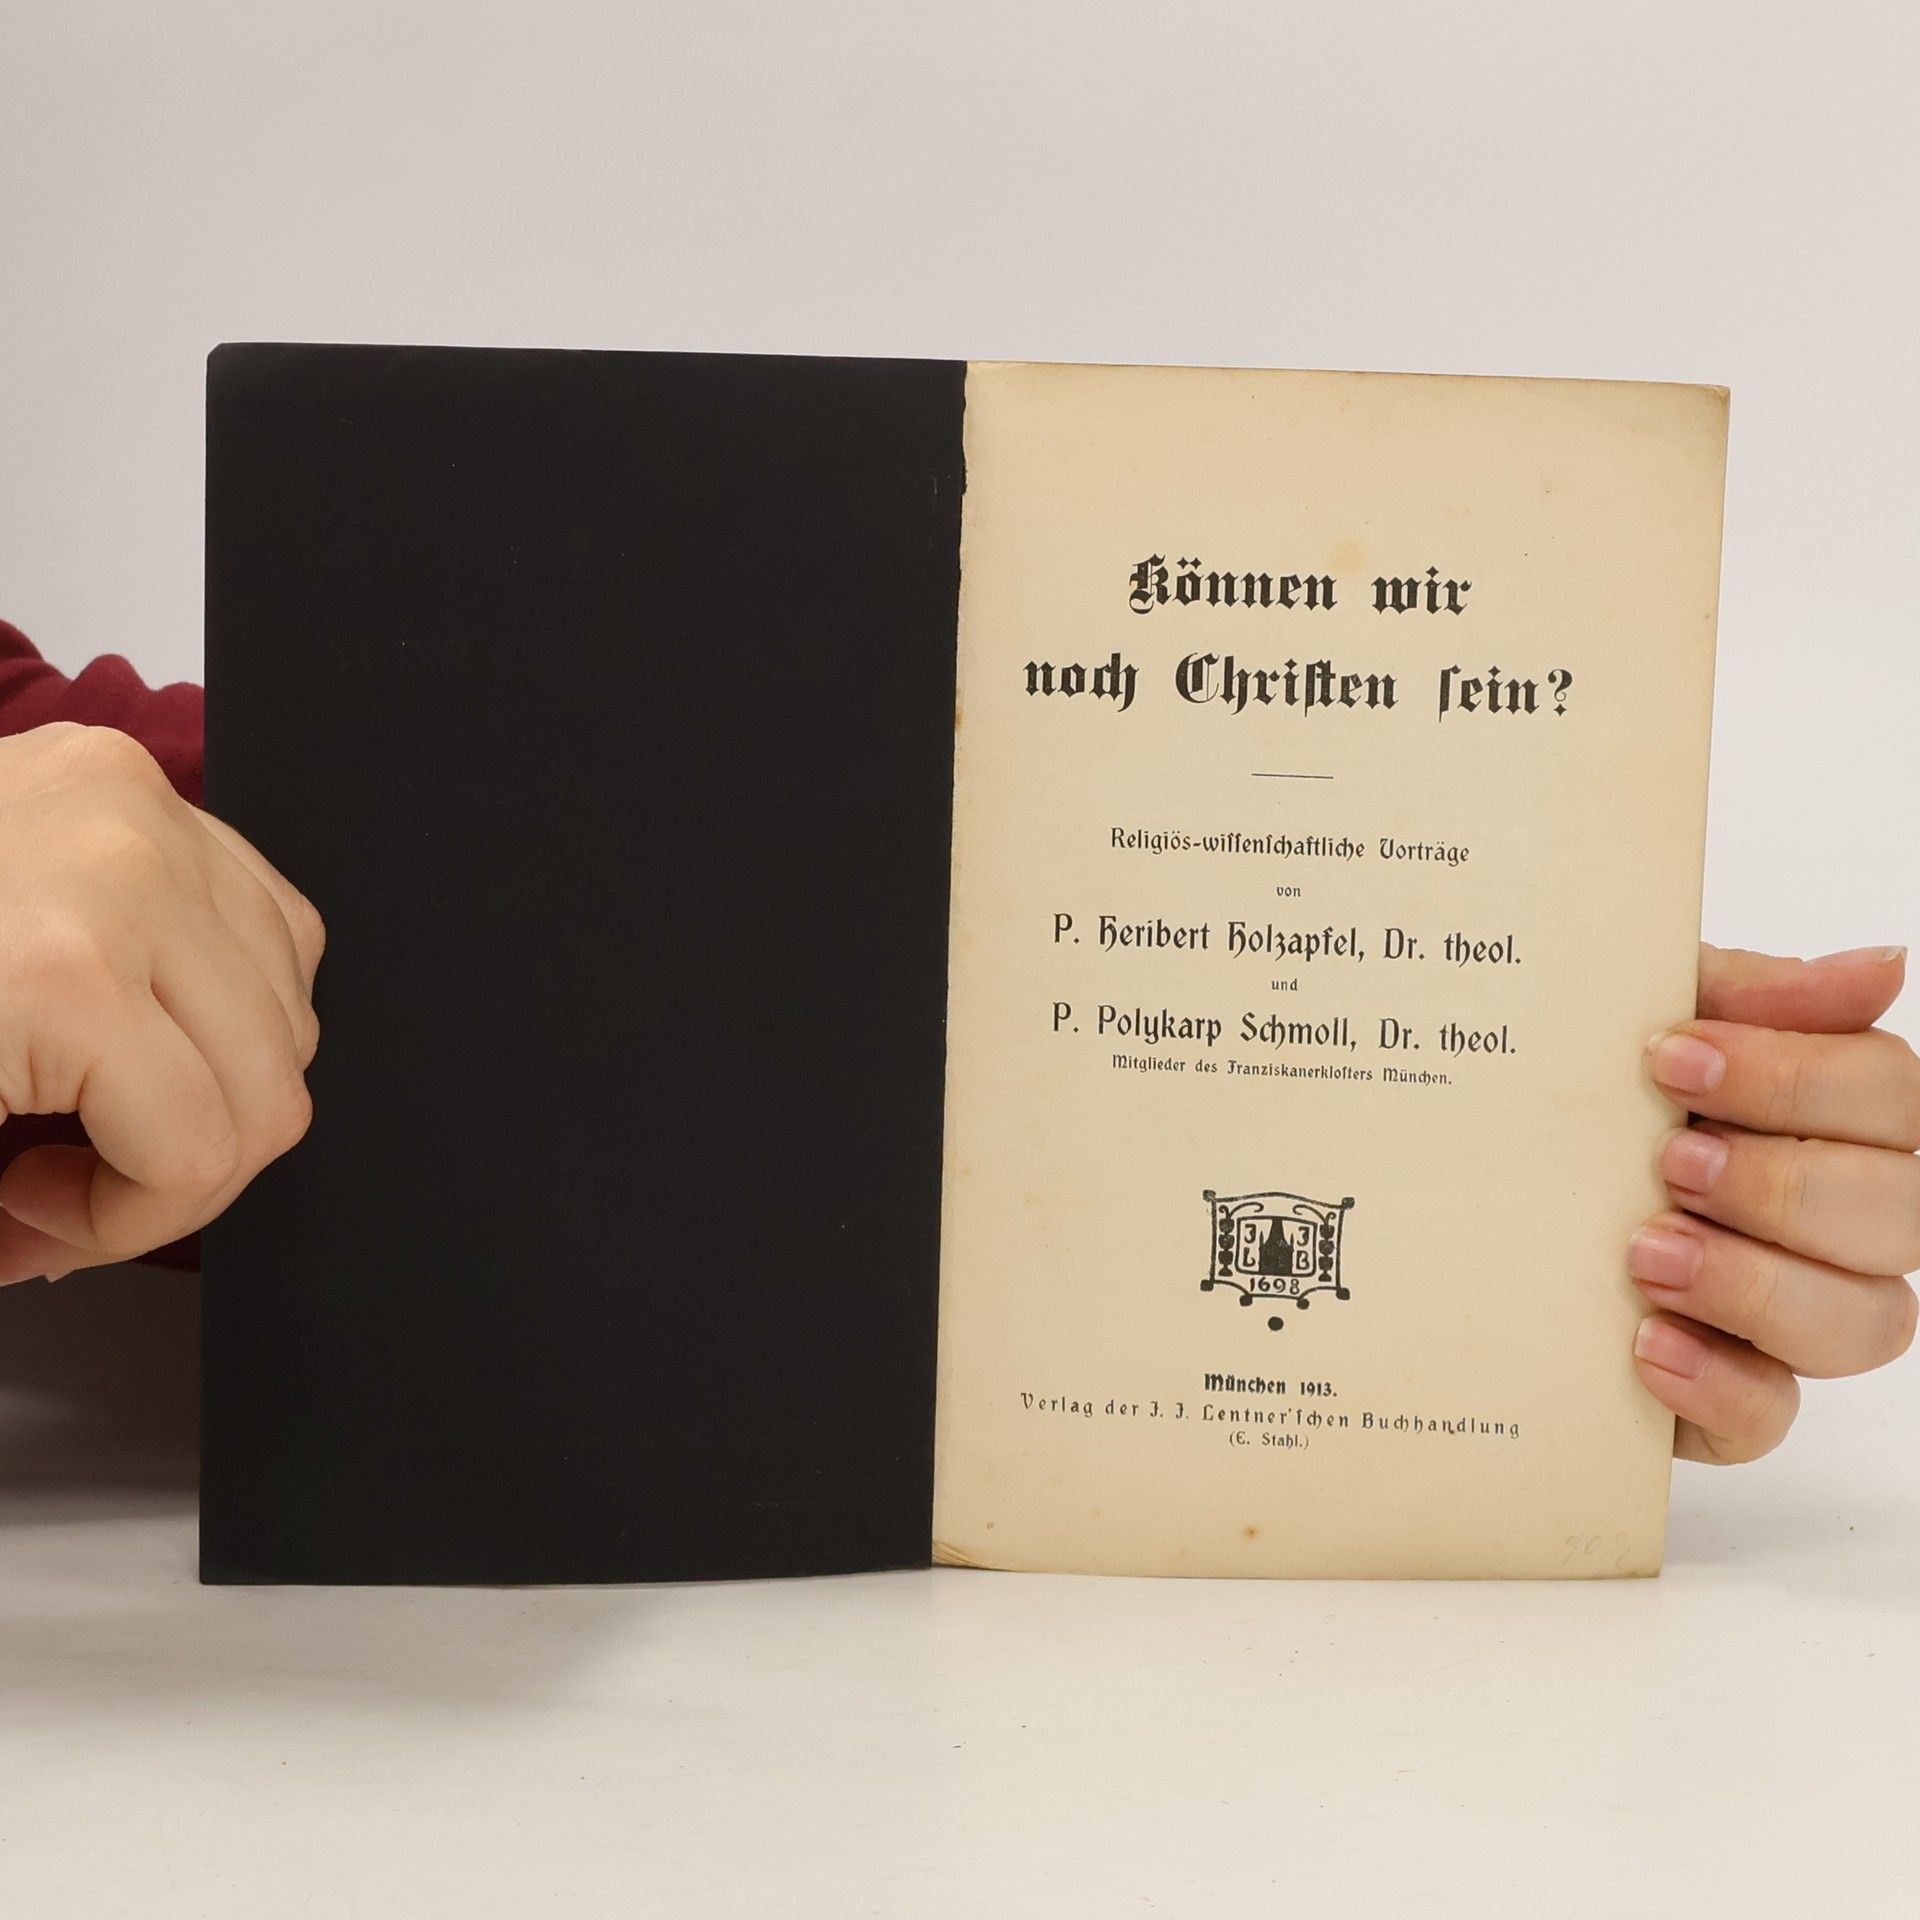 Können wir
noch Chriſten ſein?
Religiös-wiſſenſchaftliche Vorträge
von
P. Heribert Holzapfel, Dr. theol.
und
P. Polykarp Schmoll, Dr. theol.
Mitglieder des Franziskanerkloſters München.
J J
L B
1698
München 1913.
Verlag der J. J. Lentner'ſchen Buchhandlung
(E. Stahl.)